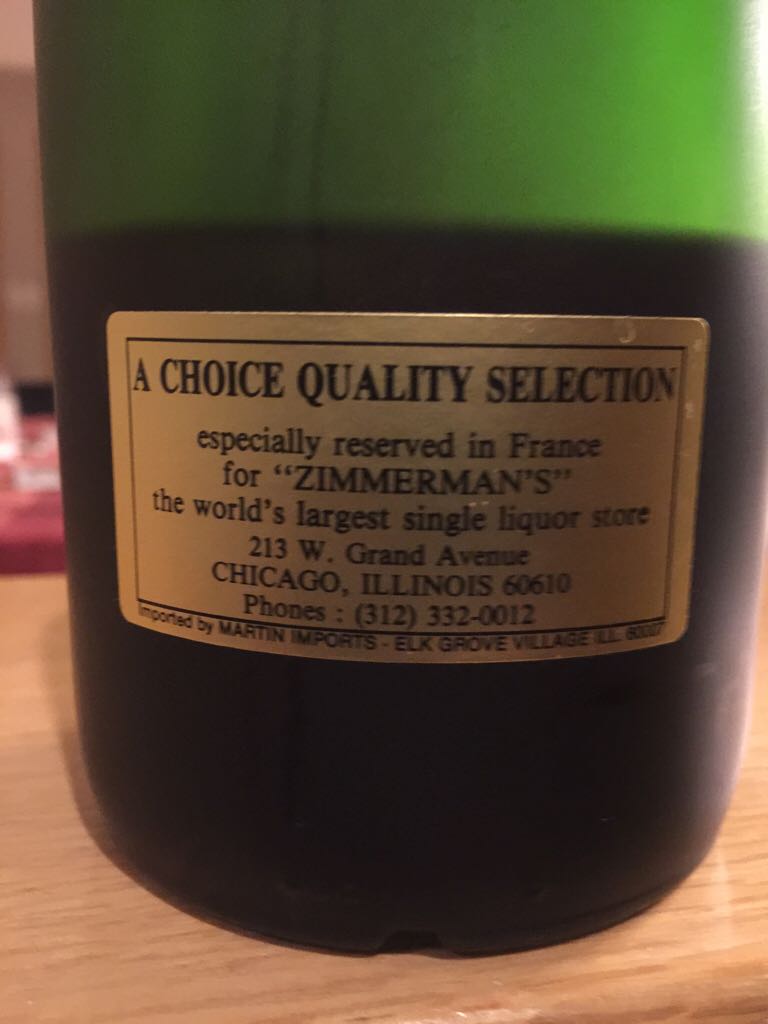 A CHOICE QUALITY SELECTION
especially reserved in France
for “ZIMMERMAN’S”
the world’s largest single liquor store
213 W. Grand Avenue
CHICAGO, ILLINOIS 60610
Phones : (312) 332-0012
Imported by MARTIN IMPORTS - ELK GROVE VILLAGE ILL. 60007